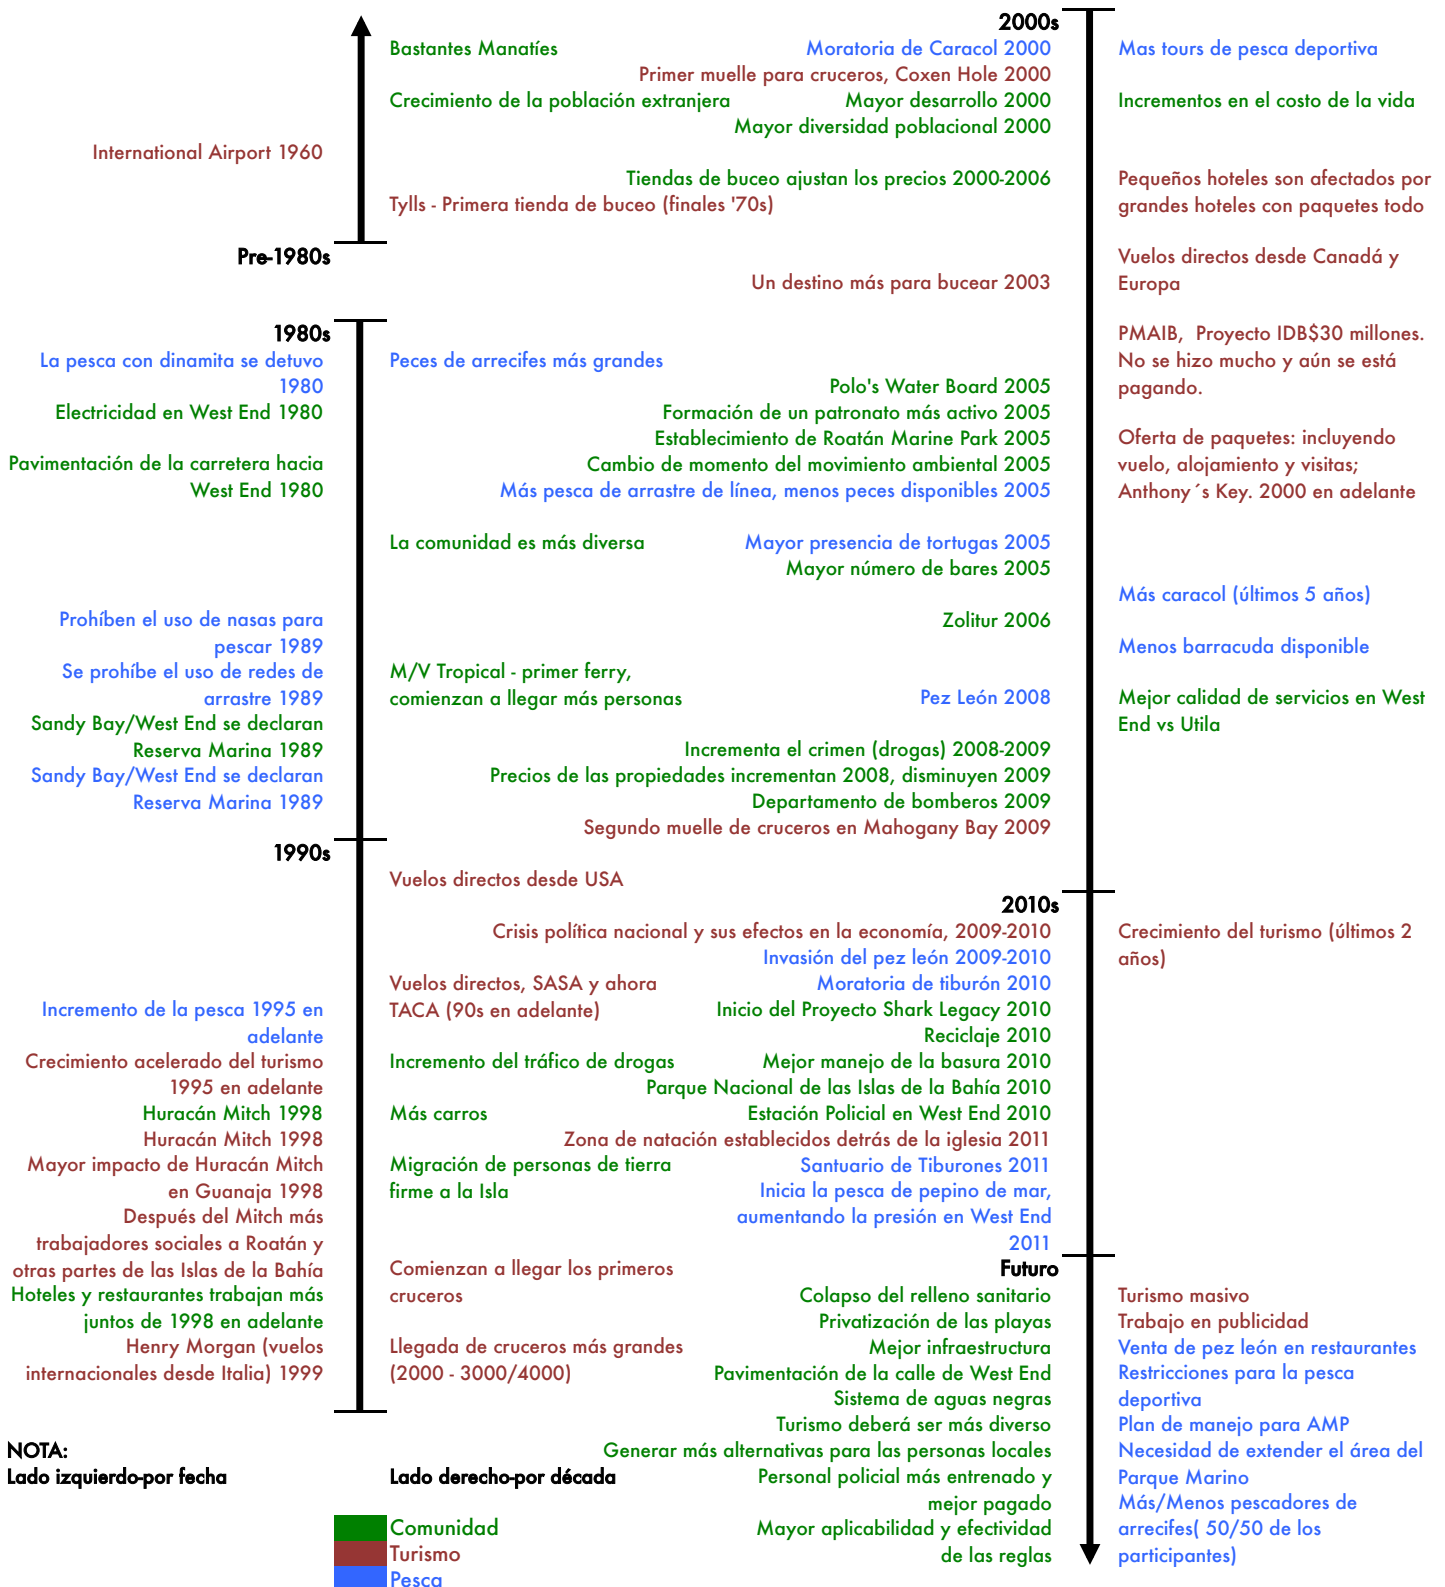 Bastantes Manatíes
Crecimiento de la población extranjera
International Airport 1960
Tylls - Primera tienda de buceo (finales '70s)
Pre-1980s
1980s
La pesca con dinamita se detuvo
1980
Electricidad en West End 1980
Pavimentación de la carretera hacia
West End 1980
Prohíben el uso de nasas para
pescar 1989
Se prohíbe el uso de redes de
arrastre 1989
Sandy Bay/West End se declaran
Reserva Marina 1989
Sandy Bay/West End se declaran
Reserva Marina 1989
Peces de arrecifes más grandes
La comunidad es más diversa
M/V Tropical - primer ferry,
comienzan a llegar más personas
1990s
Incremento de la pesca 1995 en
adelante
Crecimiento acelerado del turismo
1995 en adelante
Huracán Mitch 1998
Huracán Mitch 1998
Mayor impacto de Huracán Mitch
en Guanaja 1998
Después del Mitch más
trabajadores sociales a Roatán y
otras partes de las Islas de la Bahía
Hoteles y restaurantes trabajan más
juntos de 1998 en adelante
Henry Morgan (vuelos
internacionales desde Italia) 1999
Vuelos directos desde USA
Vuelos directos, SASA y ahora
TACA (90s en adelante)
Incremento del tráfico de drogas
Más carros
Migración de personas de tierra
firme a la Isla
Comienzan a llegar los primeros
cruceros
Llegada de cruceros más grandes
(2000 - 3000/4000)
2000s
Moratoria de Caracol 2000
Primer muelle para cruceros, Coxen Hole 2000
Mayor desarrollo 2000
Mayor diversidad poblacional 2000
Tiendas de buceo ajustan los precios 2000-2006
Un destino más para bucear 2003
Polo's Water Board 2005
Formación de un patronato más activo 2005
Establecimiento de Roatán Marine Park 2005
Cambio de momento del movimiento ambiental 2005
Más pesca de arrastre de línea, menos peces disponibles 2005
Mayor presencia de tortugas 2005
Mayor número de bares 2005
Zolitur 2006
Pez León 2008
Incrementa el crimen (drogas) 2008-2009
Precios de las propiedades incrementan 2008, disminuyen 2009
Departamento de bomberos 2009
Segundo muelle de cruceros en Mahogany Bay 2009
Mas tours de pesca deportiva
Incrementos en el costo de la vida
Pequeños hoteles son afectados por
grandes hoteles con paquetes todo
Vuelos directos desde Canadá y
Europa
PMAIB,  Proyecto IDB$30 millones.
No se hizo mucho y aún se está
pagando.
Oferta de paquetes: incluyendo
vuelo, alojamiento y visitas;
Anthony´s Key. 2000 en adelante
Más caracol (últimos 5 años)
Menos barracuda disponible
Mejor calidad de servicios en West
End vs Utila
2010s
Crisis política nacional y sus efectos en la economía, 2009-2010
Invasión del pez león 2009-2010
Moratoria de tiburón 2010
Inicio del Proyecto Shark Legacy 2010
Reciclaje 2010
Mejor manejo de la basura 2010
Parque Nacional de las Islas de la Bahía 2010
Estación Policial en West End 2010
Zona de natación establecidos detrás de la iglesia 2011
Santuario de Tiburones 2011
Inicia la pesca de pepino de mar,
aumentando la presión en West End
2011
Crecimiento del turismo (últimos 2
años)
Futuro
Colapso del relleno sanitario
Privatización de las playas
Mejor infraestructura
Pavimentación de la calle de West End
Sistema de aguas negras
Turismo deberá ser más diverso
Generar más alternativas para las personas locales
Personal policial más entrenado y
mejor pagado
Mayor aplicabilidad y efectividad
de las reglas
Turismo masivo
Trabajo en publicidad
Venta de pez león en restaurantes
Restricciones para la pesca
deportiva
Plan de manejo para AMP
Necesidad de extender el área del
Parque Marino
Más/Menos pescadores de
arrecifes( 50/50 de los
participantes)
NOTA:
Lado izquierdo-por fecha
Lado derecho-por década
Comunidad
Turismo
Pesca